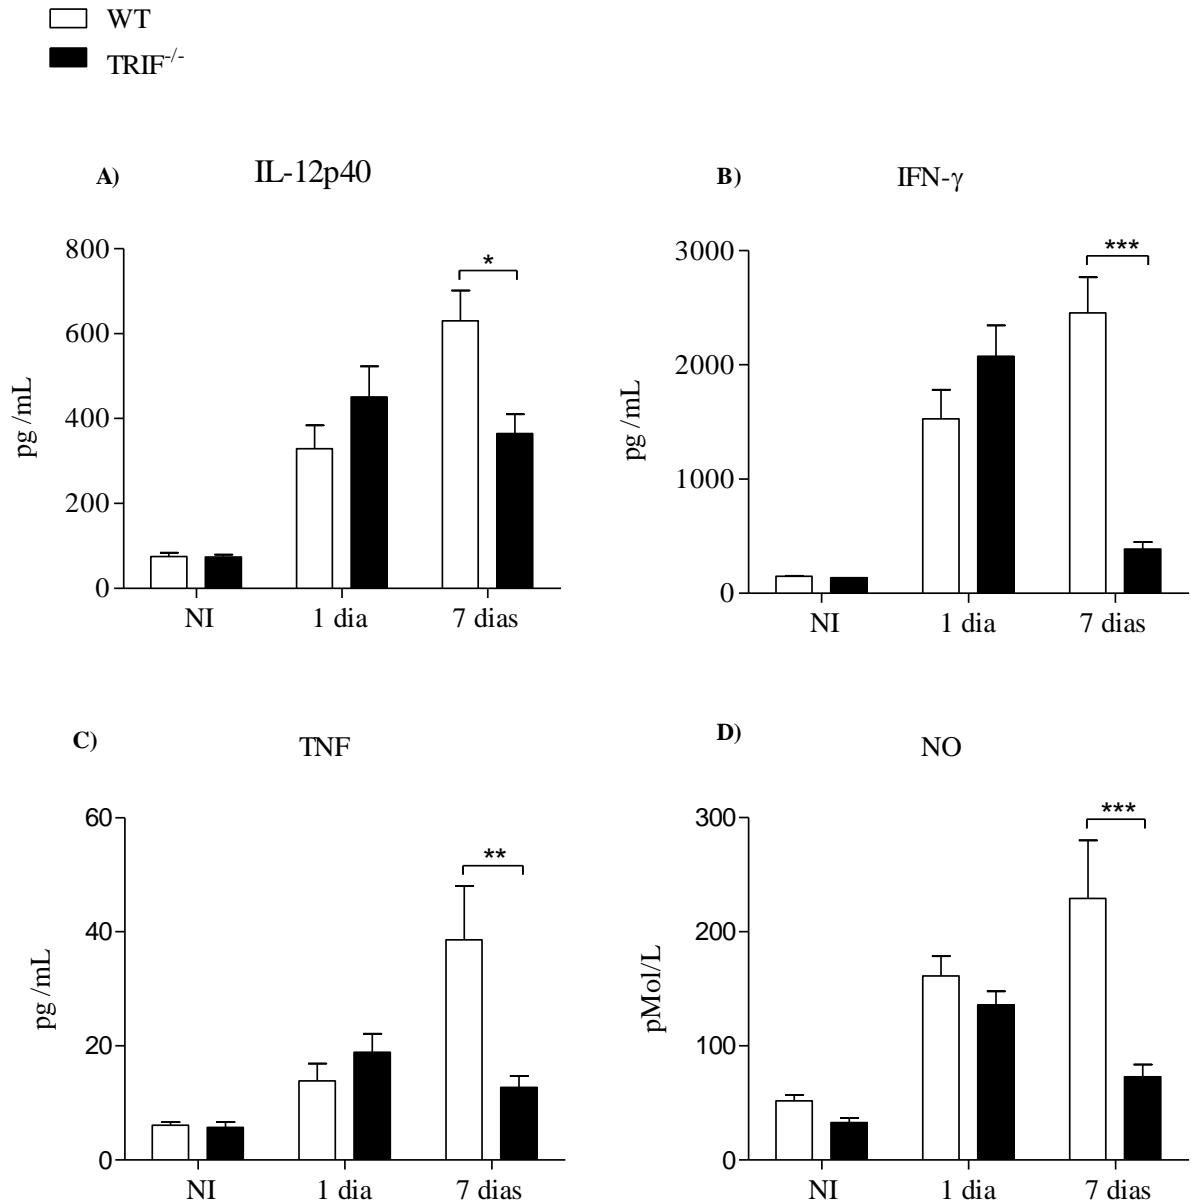 WT
TRIF-/-
A) IL-12p40
B) IFN-γ
800
600
400
200
0
pg /mL
*
NI 1 dia 7 dias
3000
2000
1000
0
pg /mL
***
NI 1 dia 7 dias
C) TNF
D) NO
60
40
20
0
pg /mL
**
NI 1 dia 7 dias
300
200
100
0
pMol/L
***
NI 1 dia 7 dias